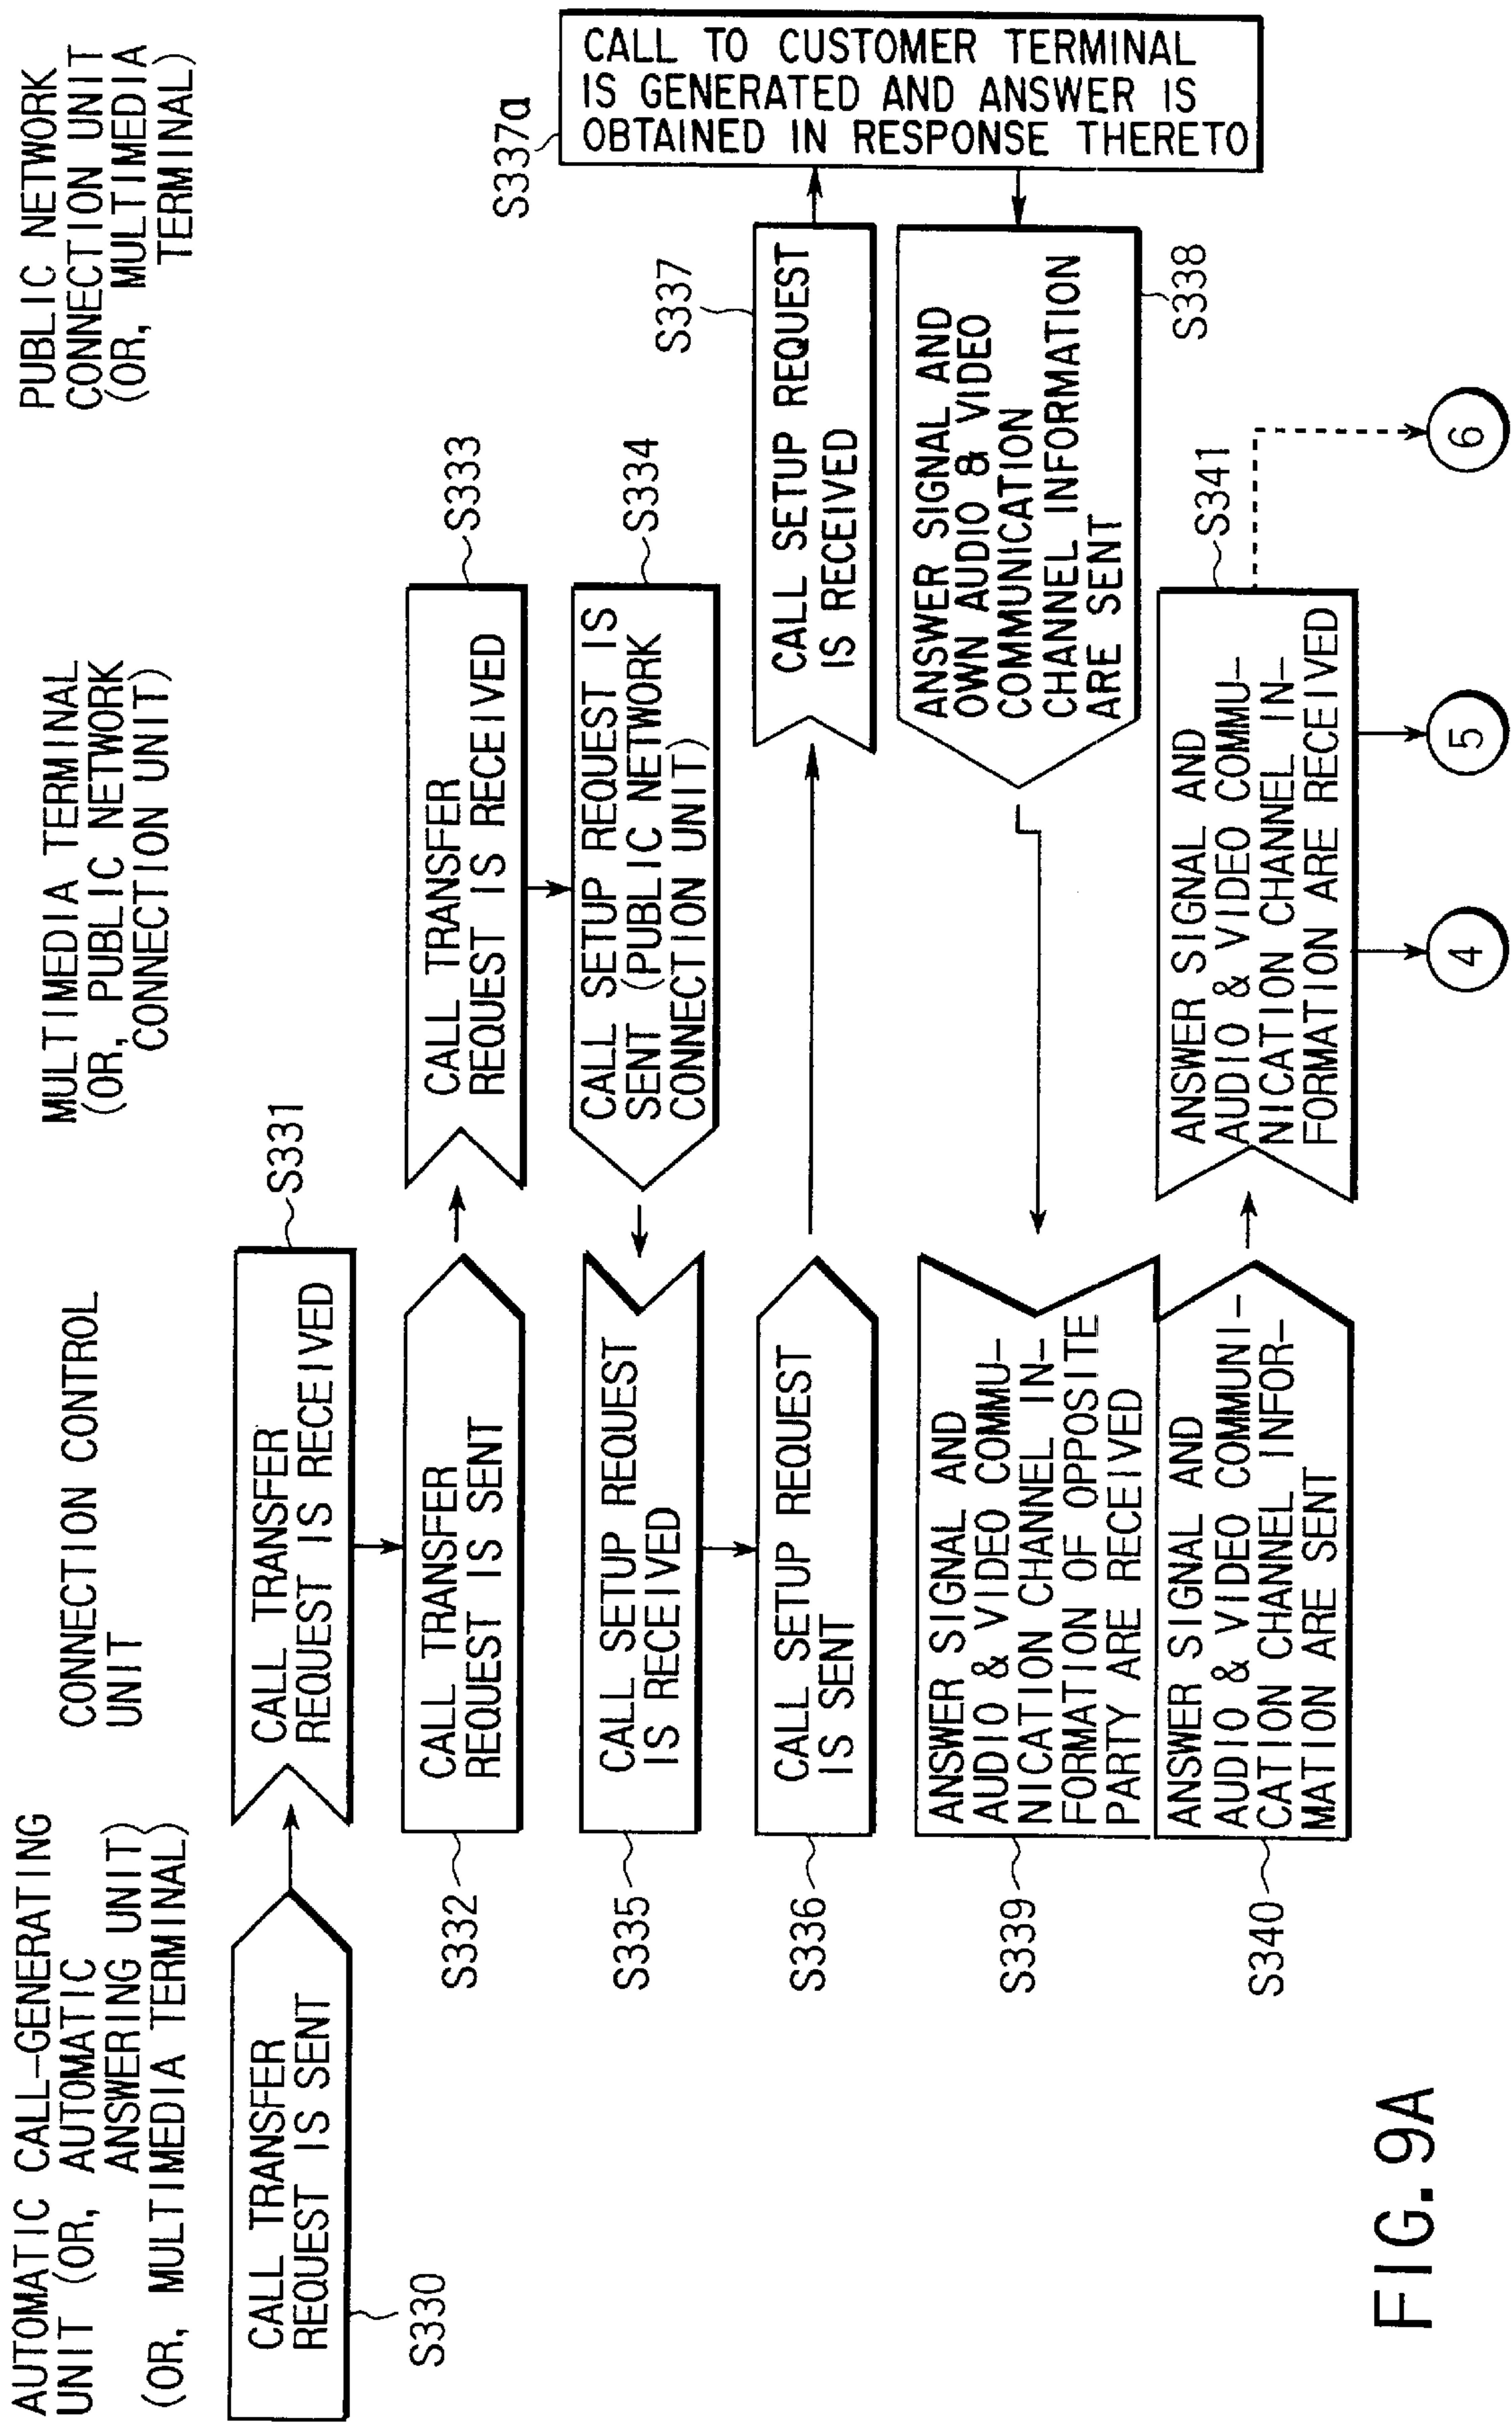 AUTOMATIC CALL-GENERATING
UNIT (OR, AUTOMATIC
ANSWERING UNIT)
(OR, MULTIMEDIA TERMINAL)
CONNECTION CONTROL
UNIT
MULTIMEDIA TERMINAL
(OR, PUBLIC NETWORK
CONNECTION UNIT)
PUBLIC NETWORK
CONNECTION UNIT
(OR, MULTIMEDIA
TERMINAL)
CALL TRANSFER
REQUEST IS SENT
S330
CALL TRANSFER
REQUEST IS RECEIVED
S331
CALL TRANSFER
REQUEST IS SENT
S332
CALL TRANSFER
REQUEST IS RECEIVED
S333
CALL SETUP REQUEST IS
SENT (PUBLIC NETWORK
CONNECTION UNIT)
S334
CALL SETUP REQUEST
IS RECEIVED
S335
CALL SETUP REQUEST
IS SENT
S336
CALL SETUP REQUEST
IS RECEIVED
S337
CALL TO CUSTOMER TERMINAL
IS GENERATED AND ANSWER IS
OBTAINED IN RESPONSE THERETO
S337a
ANSWER SIGNAL AND
OWN AUDIO & VIDEO
COMMUNICATION
CHANNEL INFORMATION
ARE SENT
S338
ANSWER SIGNAL AND
AUDIO & VIDEO COMMU-
NICATION CHANNEL IN-
FORMATION OF OPPOSITE
PARTY ARE RECEIVED
S339
ANSWER SIGNAL AND
AUDIO & VIDEO COMMUNI-
CATION CHANNEL INFOR-
MATION ARE SENT
S340
ANSWER SIGNAL AND
AUDIO & VIDEO COMMU-
NICATION CHANNEL IN-
FORMATION ARE RECEIVED
S341
4
5
6
FIG. 9A